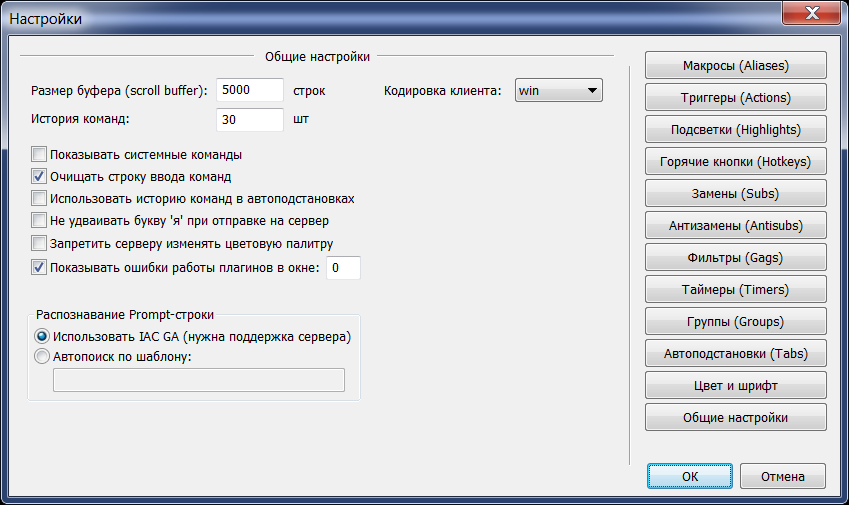 Настройки
Общие настройки
Размер буфера (scroll buffer): 5000 строк Кодировка клиента: win
История команд: 30 шт
Показывать системные команды
Очищать строку ввода команд
Использовать историю команд в автоподстановках
Не удваивать букву 'я' при отправке на сервер
Запретить серверу изменять цветовую палитру
Показывать ошибки работы плагинов в окне: 0
Распознавание Prompt-строки
Использовать IAC GA (нужна поддержка сервера)
Автопоиск по шаблону:
Макросы (Aliases)
Триггеры (Actions)
Подсветки (Highlights)
Горячие кнопки (Hotkeys)
Замены (Subs)
Антизамены (Antisubs)
Фильтры (Gags)
Таймеры (Timers)
Группы (Groups)
Автоподстановки (Tabs)
Цвет и шрифт
Общие настройки
ОК Отмена